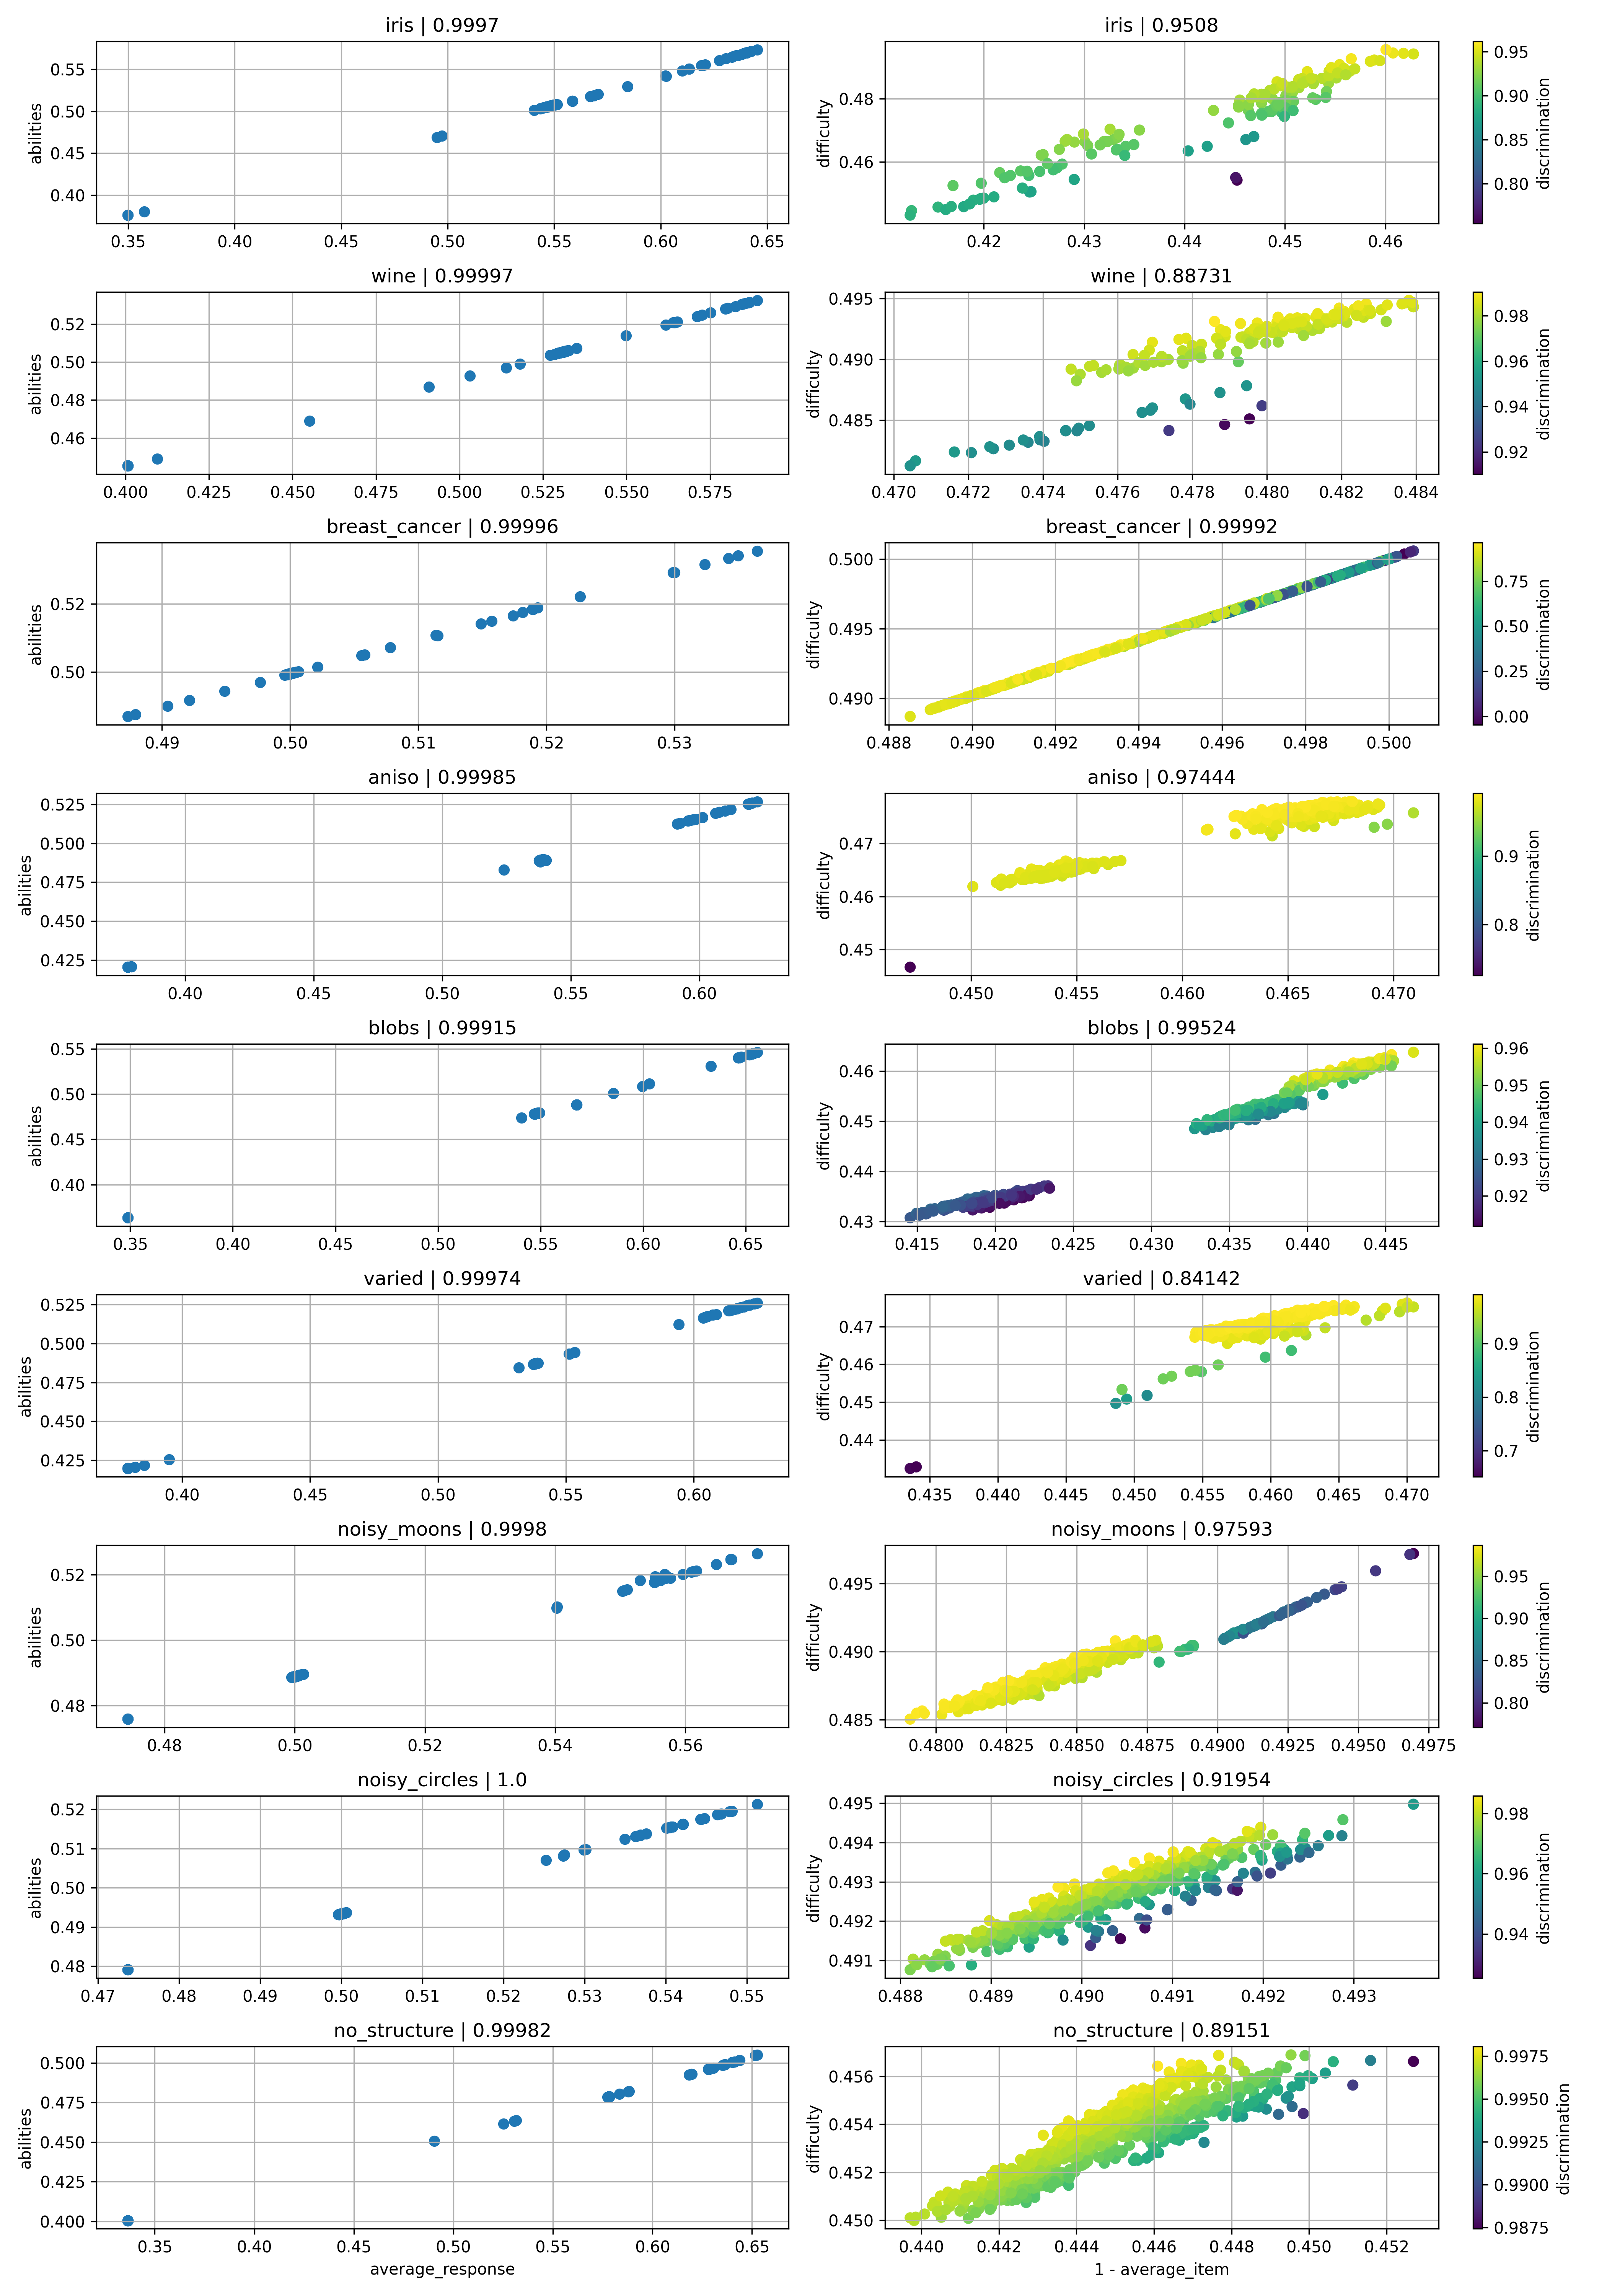 iris | 0.9997
abilities
0.55
0.50
0.45
0.40
0.35 0.40 0.45 0.50 0.55 0.60 0.65
iris | 0.9508
difficulty
0.48
0.46
0.42 0.43 0.44 0.45 0.46
0.95
0.90
0.85
0.80
discrimination
wine | 0.99997
abilities
0.52
0.50
0.48
0.46
0.400 0.425 0.450 0.475 0.500 0.525 0.550 0.575
wine | 0.88731
difficulty
0.495
0.490
0.485
0.470 0.472 0.474 0.476 0.478 0.480 0.482 0.484
0.98
0.96
0.94
0.92
discrimination
breast_cancer | 0.99996
abilities
0.52
0.50
0.49 0.50 0.51 0.52 0.53
breast_cancer | 0.99992
difficulty
0.500
0.495
0.490
0.488 0.490 0.492 0.494 0.496 0.498 0.500
0.75
0.50
0.25
0.00
discrimination
aniso | 0.99985
abilities
0.525
0.500
0.475
0.450
0.425
0.40 0.45 0.50 0.55 0.60
aniso | 0.97444
difficulty
0.47
0.46
0.45
0.450 0.455 0.460 0.465 0.470
0.9
0.8
discrimination
blobs | 0.99915
abilities
0.55
0.50
0.45
0.40
0.35 0.40 0.45 0.50 0.55 0.60 0.65
blobs | 0.99524
difficulty
0.46
0.45
0.44
0.43
0.415 0.420 0.425 0.430 0.435 0.440 0.445
0.96
0.95
0.94
0.93
0.92
discrimination
varied | 0.99974
abilities
0.525
0.500
0.475
0.450
0.425
0.40 0.45 0.50 0.55 0.60
varied | 0.84142
difficulty
0.47
0.46
0.45
0.44
0.435 0.440 0.445 0.450 0.455 0.460 0.465 0.470
0.9
0.8
0.7
discrimination
noisy_moons | 0.9998
abilities
0.52
0.50
0.48
0.48 0.50 0.52 0.54 0.56
noisy_moons | 0.97593
difficulty
0.495
0.490
0.485
0.4800 0.4825 0.4850 0.4875 0.4900 0.4925 0.4950 0.4975
0.95
0.90
0.85
0.80
discrimination
noisy_circles | 1.0
abilities
0.52
0.51
0.50
0.49
0.48
0.47 0.48 0.49 0.50 0.51 0.52 0.53 0.54 0.55
noisy_circles | 0.91954
difficulty
0.495
0.494
0.493
0.492
0.491
0.488 0.489 0.490 0.491 0.492 0.493
0.98
0.96
0.94
discrimination
no_structure | 0.99982
abilities
0.500
0.475
0.450
0.425
0.400
0.35 0.40 0.45 0.50 0.55 0.60 0.65
average_response
no_structure | 0.89151
difficulty
0.456
0.454
0.452
0.450
0.440 0.442 0.444 0.446 0.448 0.450 0.452
1 - average_item
0.9975
0.9950
0.9925
0.9900
0.9875
discrimination